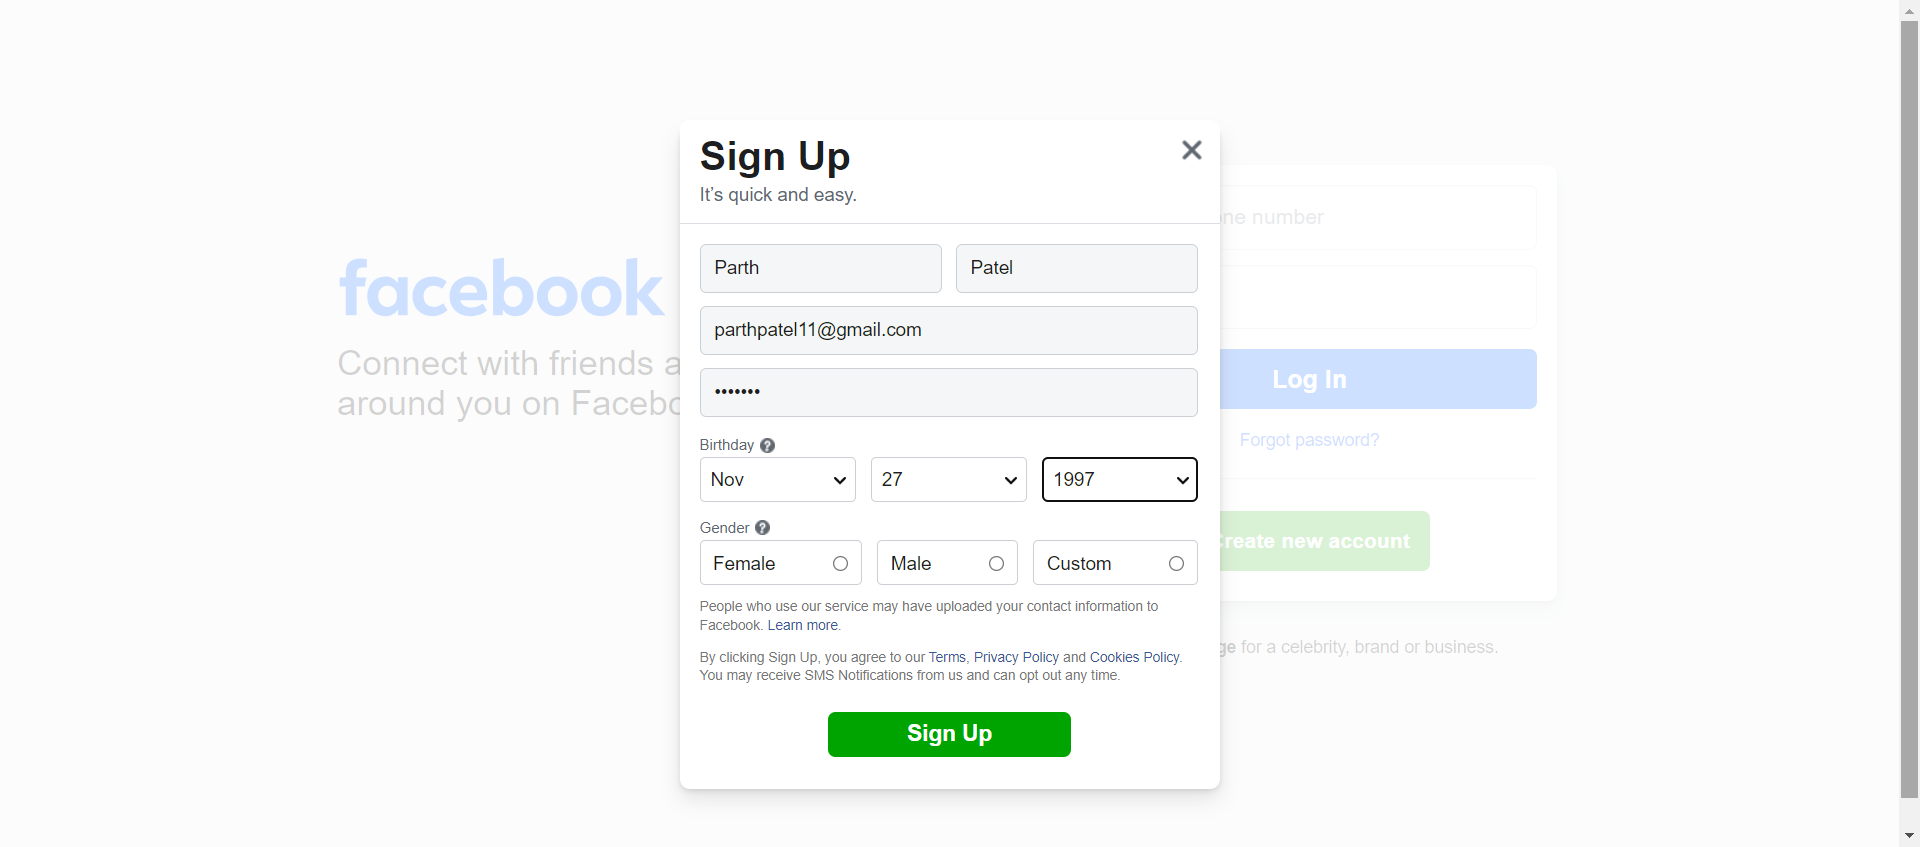 Sign Up
It's quick and easy.
Parth Patel
parthpatel11@gmail.com
•••••••
Birthday
Nov 27 1997
Gender
Female Male Custom
People who use our service may have uploaded your contact information to
Facebook. Learn more.
By clicking Sign Up, you agree to our Terms, Privacy Policy and Cookies Policy.
You may receive SMS Notifications from us and can opt out any time.
Sign Up
facebook
Connect with friends a
around you on Facebo
ne number
Log In
Forgot password?
Create new account
ge for a celebrity, brand or business.